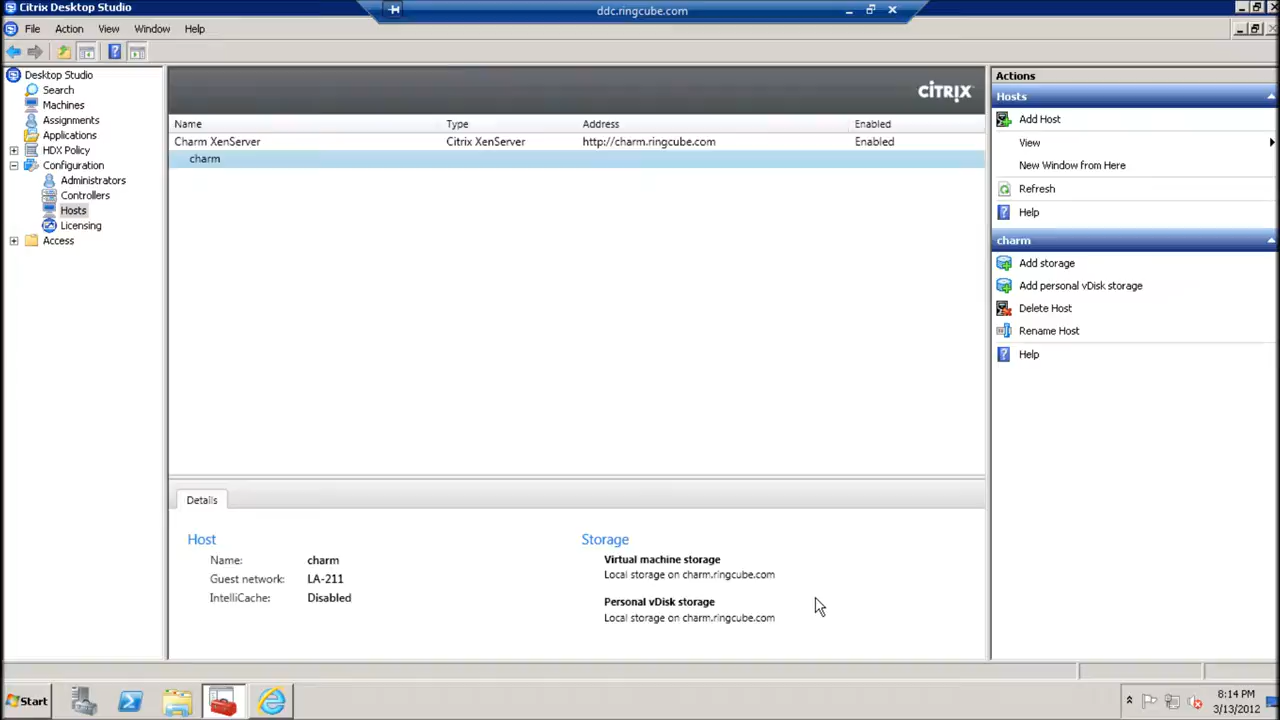 Citrix Desktop Studio
ddc.ringcube.com
File Action View Window Help
Desktop Studio
Search
Machines
Assignments
Applications
HDX Policy
Configuration
Administrators
Controllers
Hosts
Licensing
Access
CITRIX
Name Type Address Enabled
Charm XenServer Citrix XenServer http://charm.ringcube.com Enabled
charm
Details
Host
Name: charm
Guest network: LA-211
IntelliCache: Disabled
Storage
Virtual machine storage
Local storage on charm.ringcube.com
Personal vDisk storage
Local storage on charm.ringcube.com
Actions
Hosts
Add Host
View
New Window from Here
Refresh
Help
charm
Add storage
Add personal vDisk storage
Delete Host
Rename Host
Help
Start
8:14 PM
3/13/2012